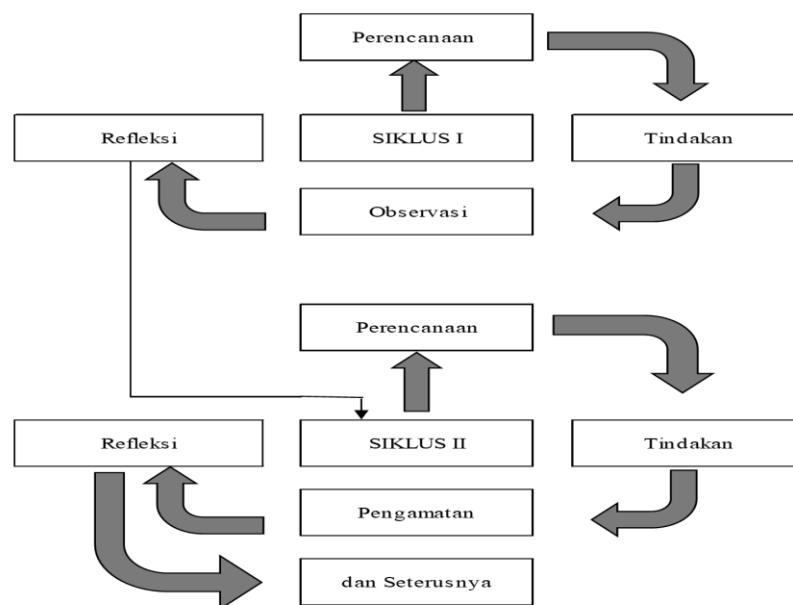 Perencanaan
Refleksi
SIKLUS I
Tindakan
Observasi
Perencanaan
Refleksi
SIKLUS II
Tindakan
Pengamatan
dan Seterusnya